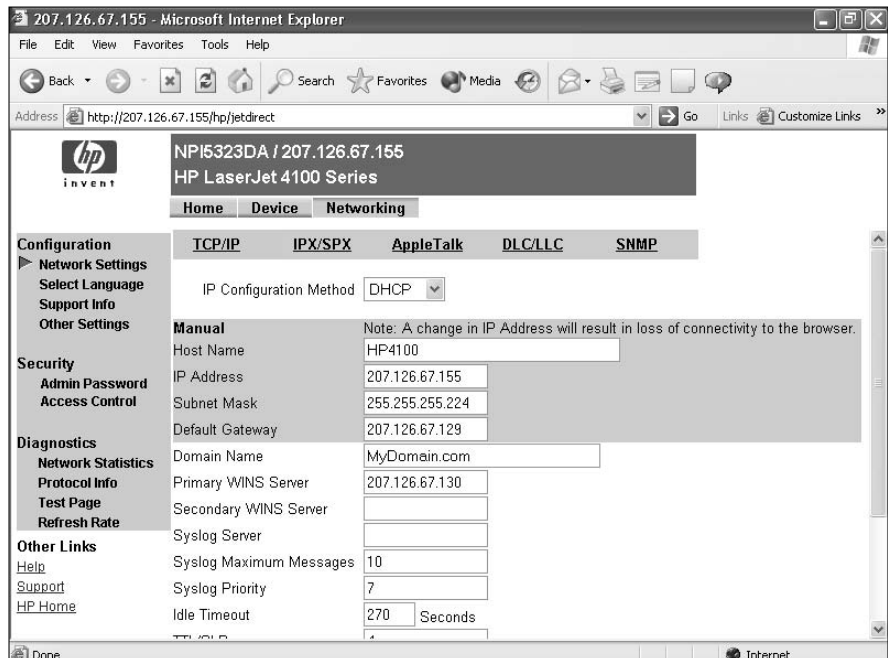 207.126.67.155 - Microsoft Internet Explorer
File Edit View Favorites Tools Help
Back Search Favorites Media
Address http://207.126.67.155/hp/jetdirect Go Links Customize Links »
hp
invent
NPI5323DA / 207.126.67.155
HP LaserJet 4100 Series
Home Device Networking
Configuration
Network Settings
Select Language
Support Info
Other Settings
Security
Admin Password
Access Control
Diagnostics
Network Statistics
Protocol Info
Test Page
Refresh Rate
Other Links
Help
Support
HP Home
TCP/IP IPX/SPX AppleTalk DLC/LLC SNMP
IP Configuration Method DHCP
Manual Note: A change in IP Address will result in loss of connectivity to the browser.
Host Name HP4100
IP Address 207.126.67.155
Subnet Mask 255.255.255.224
Default Gateway 207.126.67.129
Domain Name MyDomain.com
Primary WINS Server 207.126.67.130
Secondary WINS Server
Syslog Server
Syslog Maximum Messages 10
Syslog Priority 7
Idle Timeout 270 Seconds
Done Internet